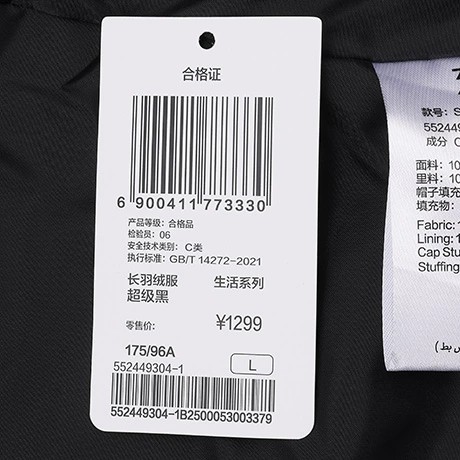 合格证
6 900411 773330
产品等级: 合格品
检验员: 06
安全技术类别: C类
执行标准: GB/T 14272-2021
长羽绒服 生活系列
超级黑
零售价: ¥1299
175/96A
552449304-1 L
552449304-1B2500053003379
款号: S
552449
成分 C
面料: 10
里料: 10
帽子填充
填充物:
Fabric: 1
Lining: 1
Cap Stu
Stuffing